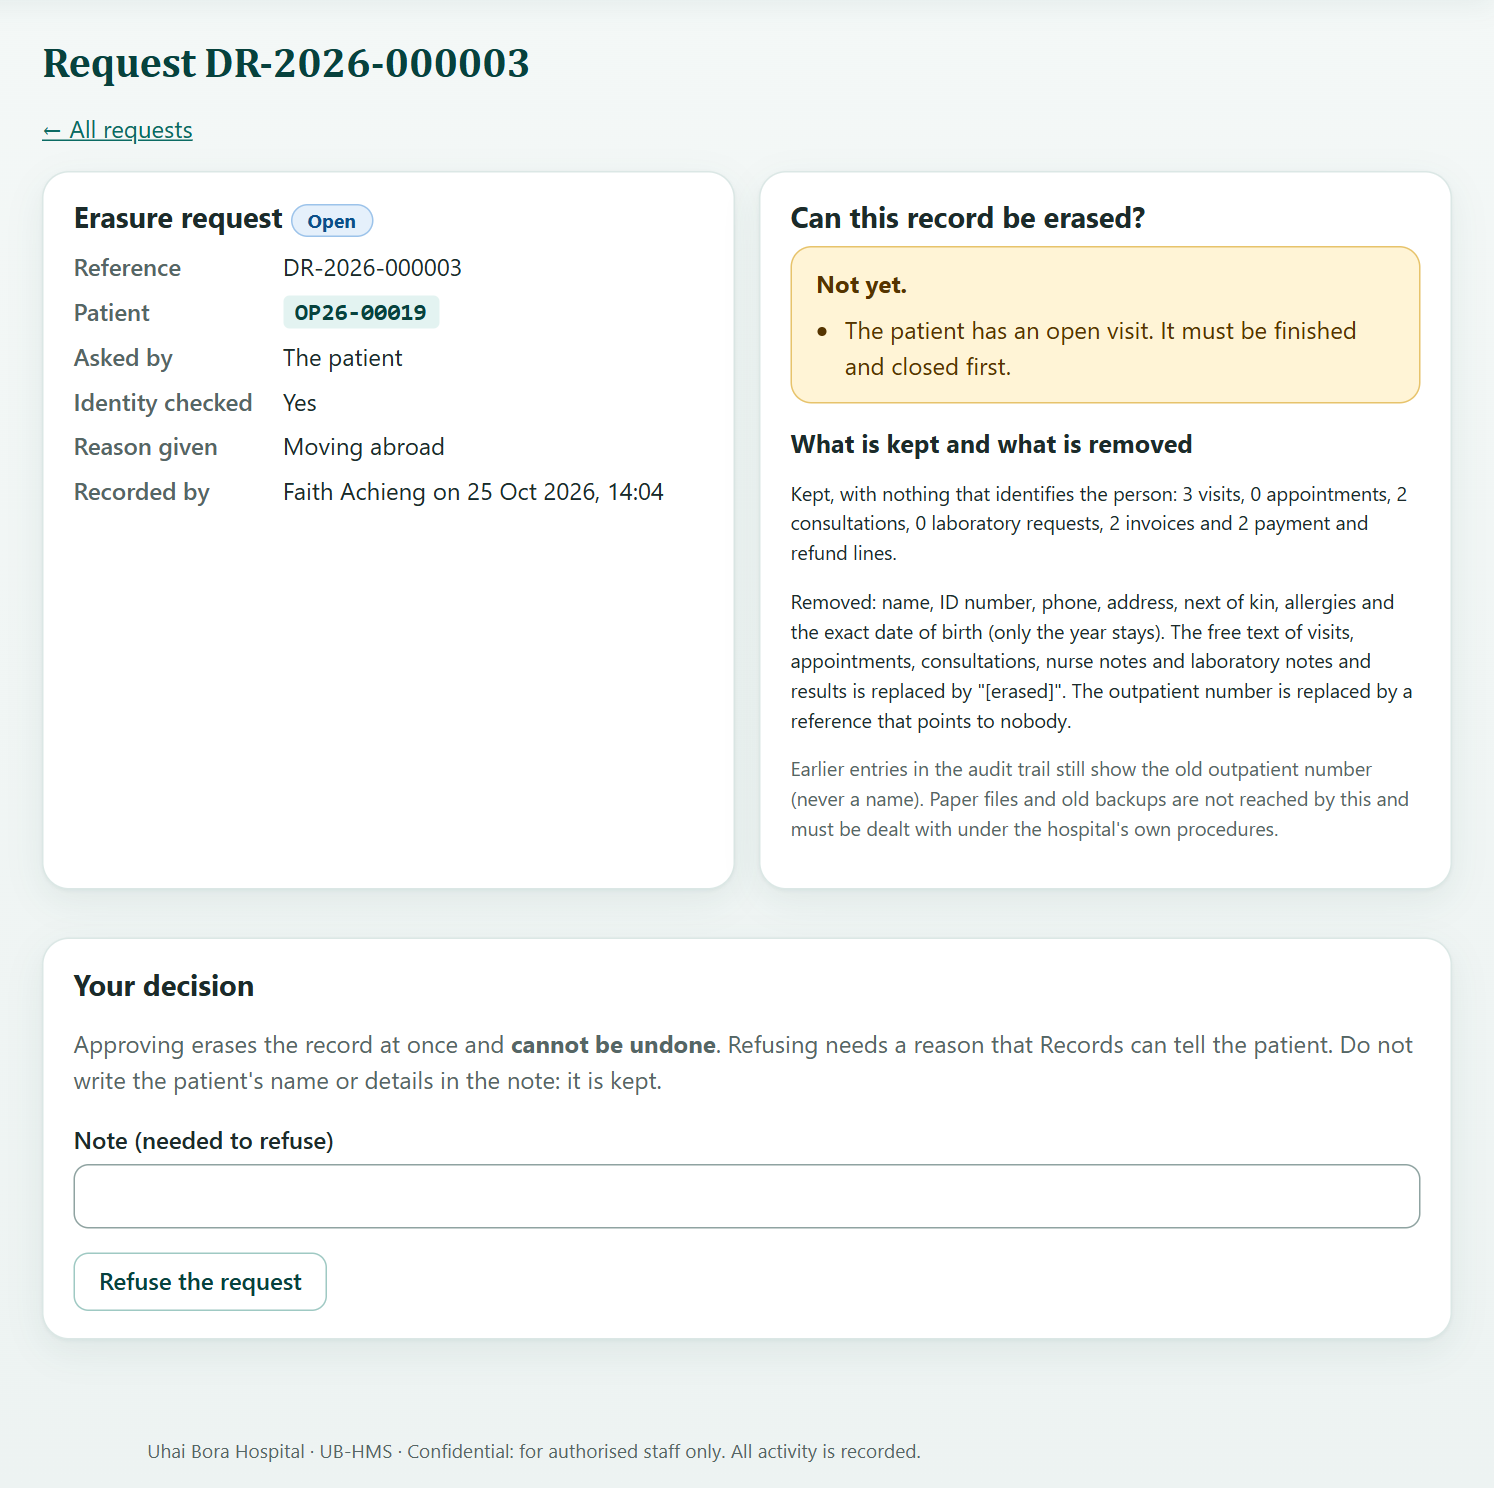 Request DR-2026-000003
← All requests
Erasure request Open
Reference DR-2026-000003
Patient OP26-00019
Asked by The patient
Identity checked Yes
Reason given Moving abroad
Recorded by Faith Achieng on 25 Oct 2026, 14:04
Can this record be erased?
Not yet.
• The patient has an open visit. It must be finished
and closed first.
What is kept and what is removed
Kept, with nothing that identifies the person: 3 visits, 0 appointments, 2
consultations, 0 laboratory requests, 2 invoices and 2 payment and
refund lines.
Removed: name, ID number, phone, address, next of kin, allergies and
the exact date of birth (only the year stays). The free text of visits,
appointments, consultations, nurse notes and laboratory notes and
results is replaced by "[erased]". The outpatient number is replaced by a
reference that points to nobody.
Earlier entries in the audit trail still show the old outpatient number
(never a name). Paper files and old backups are not reached by this and
must be dealt with under the hospital's own procedures.
Your decision
Approving erases the record at once and cannot be undone. Refusing needs a reason that Records can tell the patient. Do not
write the patient's name or details in the note: it is kept.
Note (needed to refuse)
Refuse the request
Uhai Bora Hospital · UB-HMS · Confidential: for authorised staff only. All activity is recorded.